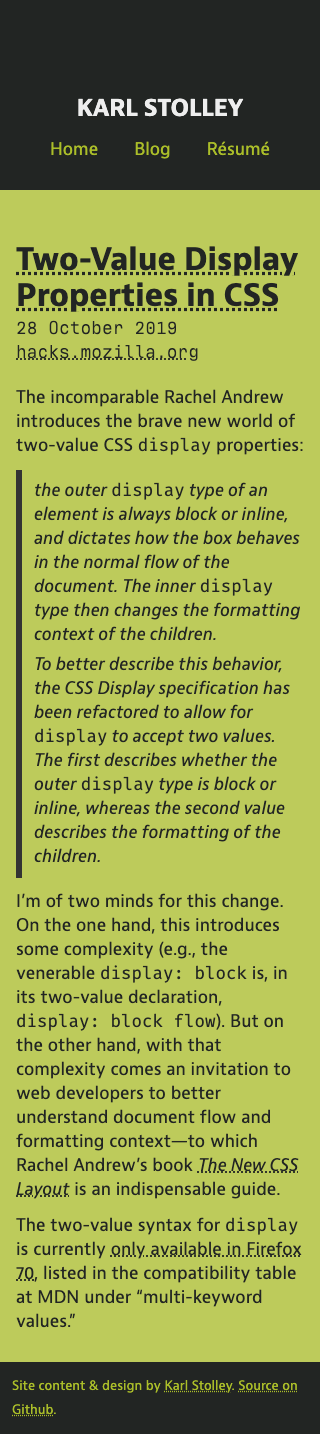 KARL STOLLEY
Home Blog Résumé
Two-Value Display
Properties in CSS
28 October 2019
hacks.mozilla.org
The incomparable Rachel Andrew
introduces the brave new world of
two-value CSS display properties:
the outer display type of an
element is always block or inline,
and dictates how the box behaves
in the normal flow of the
document. The inner display
type then changes the formatting
context of the children.
To better describe this behavior,
the CSS Display specification has
been refactored to allow for
display to accept two values.
The first describes whether the
outer display type is block or
inline, whereas the second value
describes the formatting of the
children.
I’m of two minds for this change.
On the one hand, this introduces
some complexity (e.g., the
venerable display: block is, in
its two-value declaration,
display: block flow). But on
the other hand, with that
complexity comes an invitation to
web developers to better
understand document flow and
formatting context—to which
Rachel Andrew’s book The New CSS
Layout is an indispensable guide.
The two-value syntax for display
is currently only available in Firefox
70, listed in the compatibility table
at MDN under “multi-keyword
values.”
Site content & design by Karl Stolley. Source on
Github.